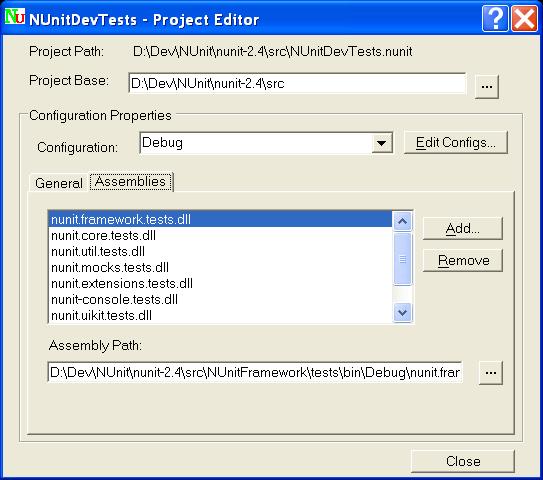 NUnitDevTests - Project Editor
Project Path: D:\Dev\NUnit\nunit-2.4\src\NUnitDevTests.nunit
Project Base: D:\Dev\NUnit\nunit-2.4\src ...
Configuration Properties
Configuration: Debug Edit Configs...
General Assemblies
nunit.framework.tests.dll
nunit.core.tests.dll
Add...
nunit.util.tests.dll
nunit.mocks.tests.dll
Remove
nunit.extensions.tests.dll
nunit-console.tests.dll
nunit.uikit.tests.dll
Assembly Path:
D:\Dev\NUnit\nunit-2.4\src\NUnitFramework\tests\bin\Debug\nunit.frar ...
Close